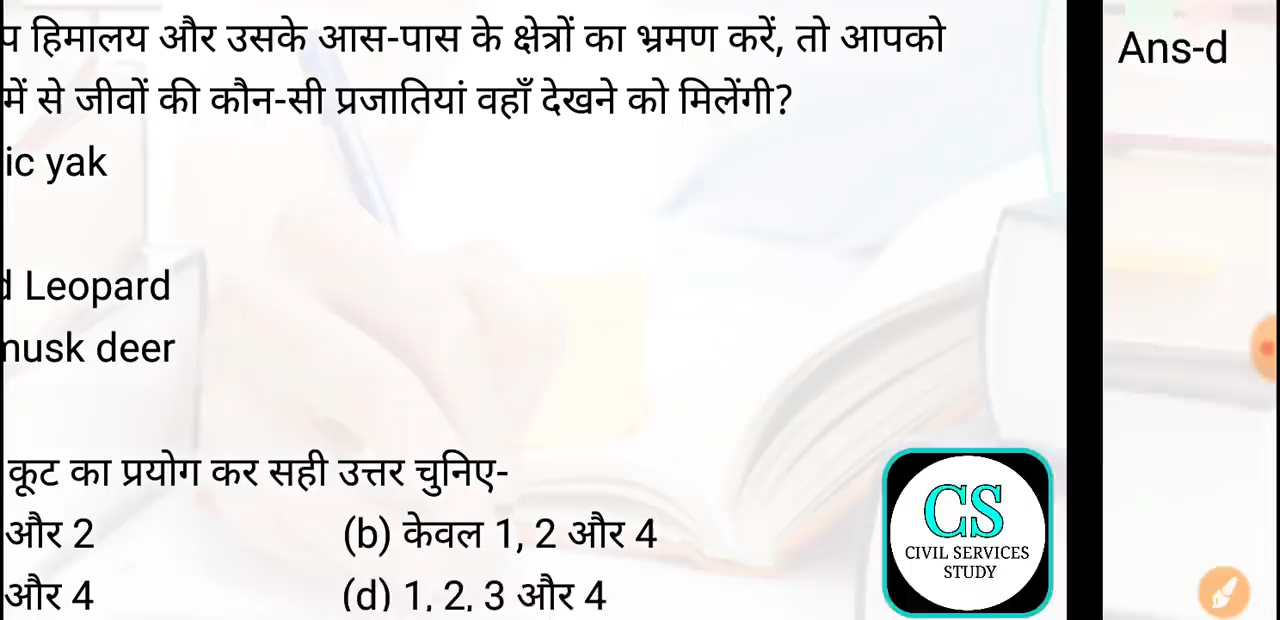 प हिमालय और उसके आस-पास के क्षेत्रों का भ्रमण करें, तो आपको
में से जीवों की कौन-सी प्रजातियां वहाँ देखने को मिलेंगी?
ic yak
d Leopard
musk deer
कूट का प्रयोग कर सही उत्तर चुनिए-
और 2 (b) केवल 1, 2 और 4
और 4 (d) 1, 2, 3 और 4
Ans-d
CS
CIVIL SERVICES
STUDY